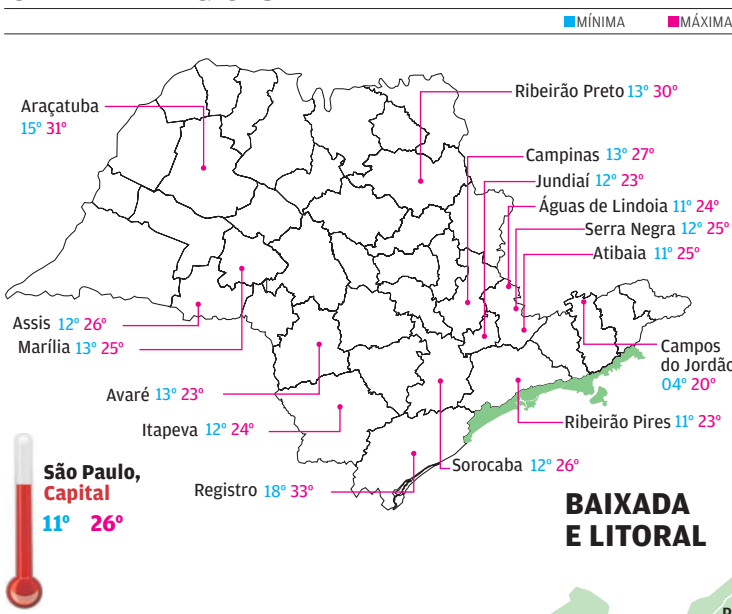 MÍNIMA MÁXIMA
Araçatuba
15º 31º
Ribeirão Preto 13º 30º
Campinas 13º 27º
Jundiaí 12º 23º
Águas de Lindoia 11º 24º
Serra Negra 12º 25º
Atibaia 11º 25º
Assis 12º 26º
Marília 13º 25º
Campos
do Jordão
04º 20º
Avaré 13º 23º
Itapeva 12º 24º
Ribeirão Pires 11º 23º
Sorocaba 12º 26º
Registro 18º 33º
São Paulo,
Capital
11º 26º
BAIXADA
E LITORAL